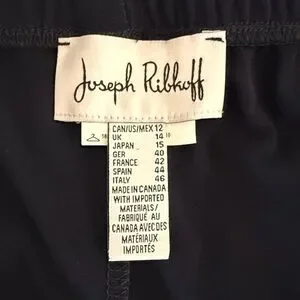 Joseph Ribkoff
CAN/US/MEX 12
UK 14
JAPAN 15
GER 40
FRANCE 42
SPAIN 44
ITALY 46
MADE IN CANADA
WITH IMPORTED
MATERIALS/
FABRIQUÉ AU
CANADA AVEC DES
MATÉRIAUX
IMPORTÉS